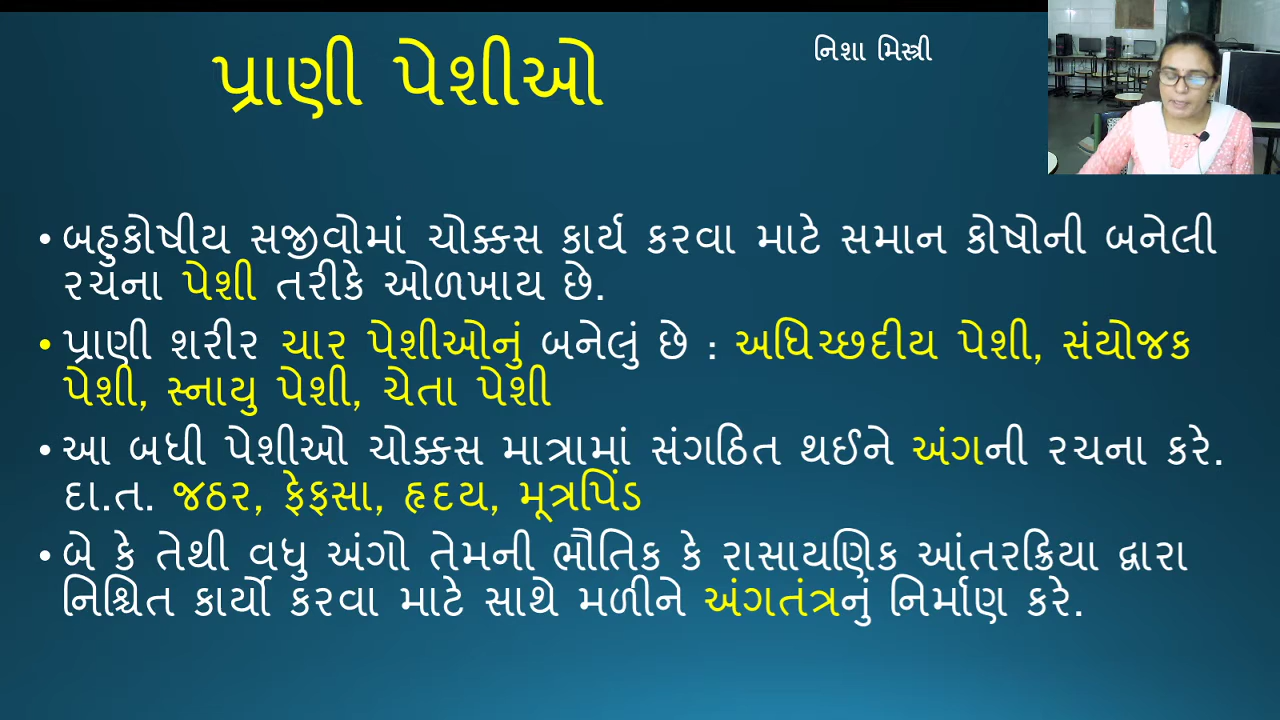 પ્રાણી પેશીઓ
નિશા મિસ્ત્રી
• બહુકોષીય સજીવોમાં ચોક્કસ કાર્ય કરવા માટે સમાન કોષોની બનેલી
રચના પેશી તરીકે ઓળખાય છે.
• પ્રાણી શરીર ચાર પેશીઓનું બનેલું છે : અધિચ્છદીય પેશી, સંયોજક
પેશી, સ્નાયુ પેશી, ચેતા પેશી
• આ બધી પેશીઓ ચોક્કસ માત્રામાં સંગઠિત થઈને અંગની રચના કરે.
દા.ત. જઠર, ફેફસા, હૃદય, મૂત્રપિંડ
• બે કે તેથી વધુ અંગો તેમની ભૌતિક કે રાસાયણિક આંતરક્રિયા દ્વારા
નિશ્ચિત કાર્યો કરવા માટે સાથે મળીને અંગતંત્રનું નિર્માણ કરે.